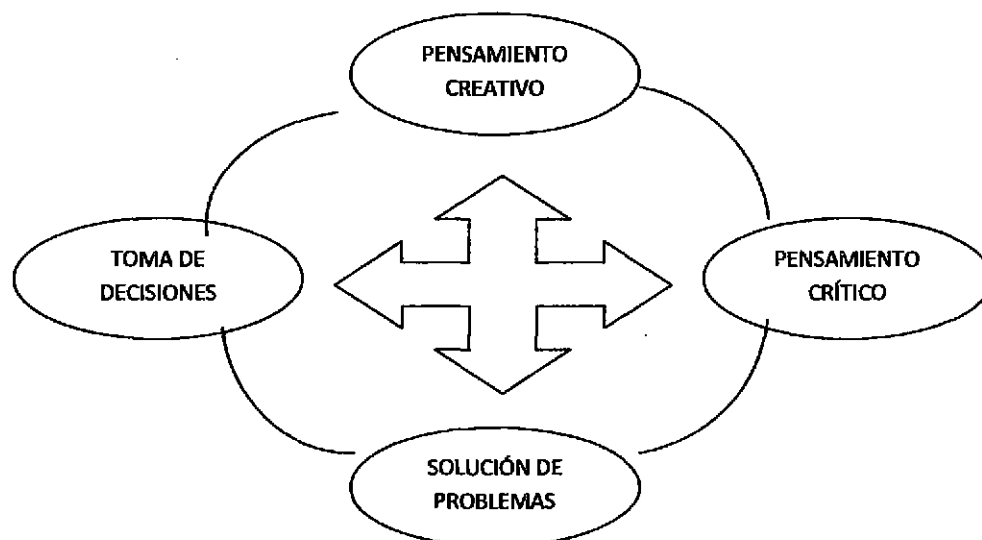 PENSAMIENTO
CREATIVO
TOMA DE
DECISIONES
PENSAMIENTO
CRÍTICO
SOLUCIÓN DE
PROBLEMAS